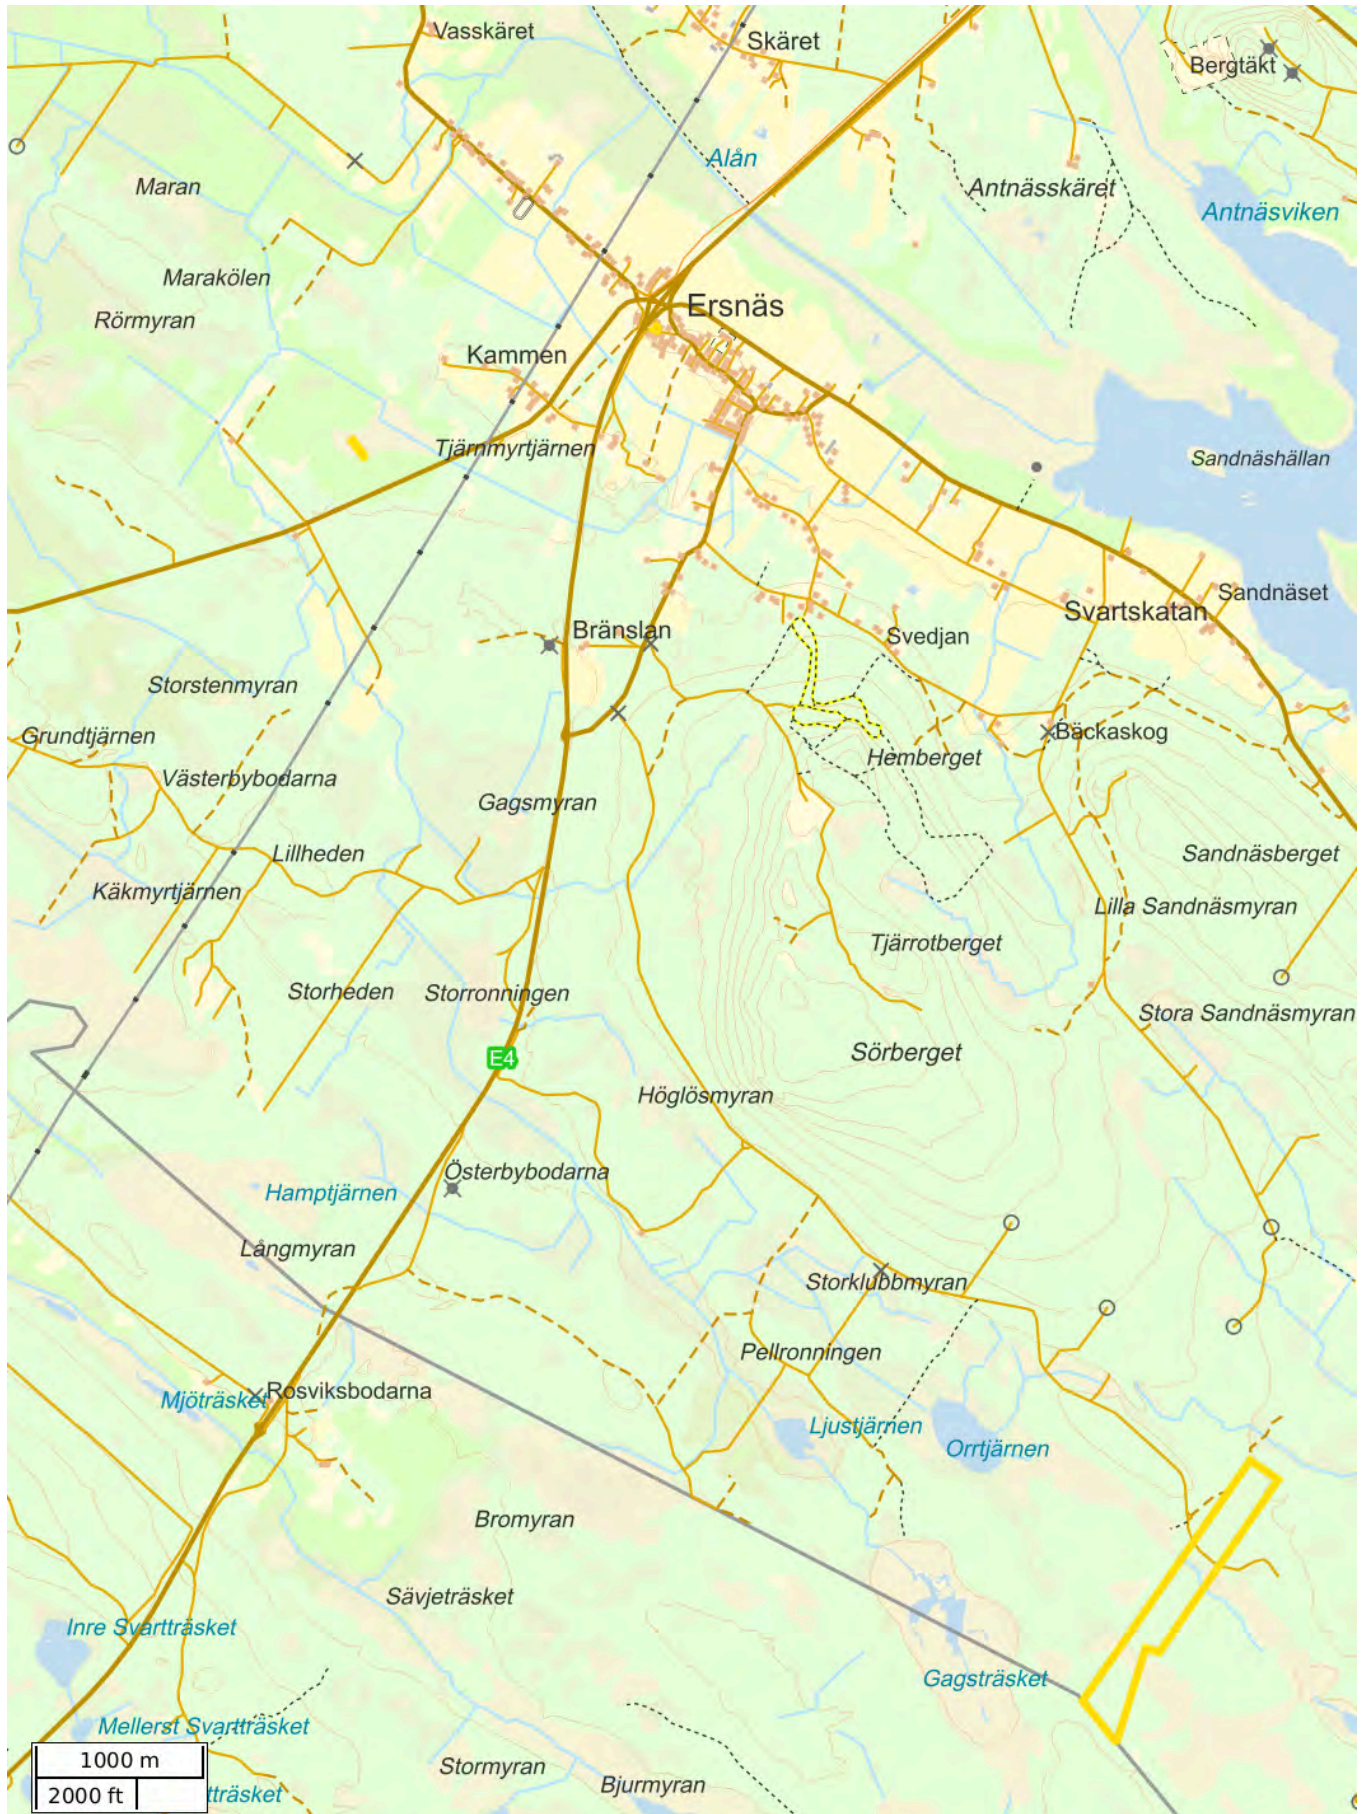 Vasskäret
Skäret
Bergtäkt
Alån
Maran
Antnässkäret
Antnäsviken
Marakölen
Ersnäs
Rörmyran
Kammen
Tjärnmyrtjärnen
Sandnäshällan
Sandnäset
Svartskatan
Bränslan
Svedjan
Storstenmyran
Grundtjärnen
Bäckaskog
Hemberget
Västerbybodarna
Gagsmyran
Lillheden
Sandnäsberget
Käkmyrtjärnen
Lilla Sandnäsmyran
Tjärrotberget
Storheden
Storronningen
Stora Sandnäsmyran
Sörberget
E4
Höglösmyran
Österbybodarna
Hamptjärnen
Långmyran
Storklubbmyran
Pellronningen
Rosviksbodarna
Mjöträsket
Ljustjärnen
Orrtjärnen
Bromyran
Sävjeträsket
Inre Svartträsket
Gagsträsket
Mellerst Svartträsket
1000 m
Stormyran
Bjurmyran
2000 ft
tträsket